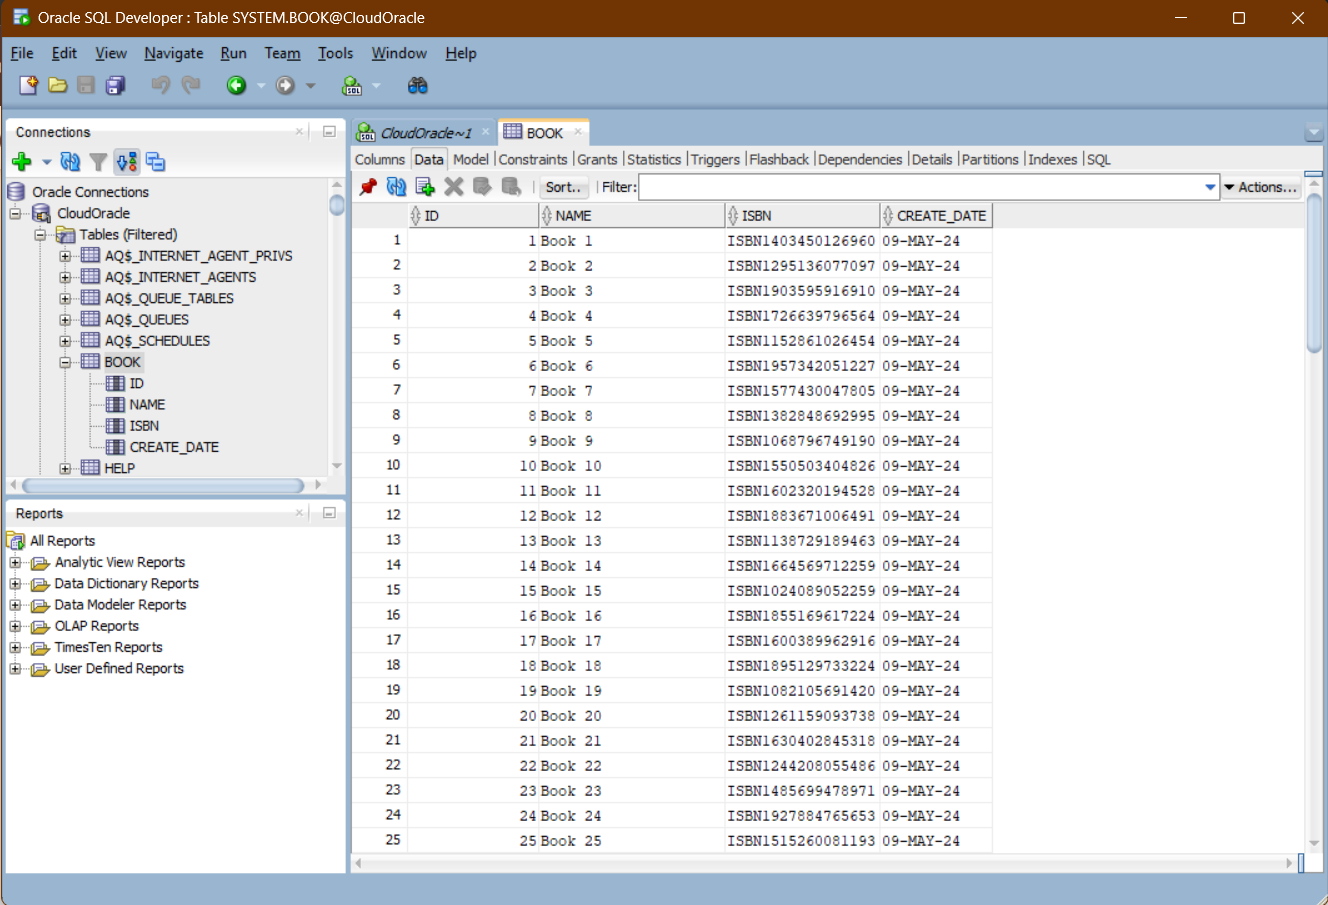 Oracle SQL Developer : Table SYSTEM.BOOK@CloudOracle
File Edit View Navigate Run Team Tools Window Help
Connections
Oracle Connections
CloudOracle
Tables (Filtered)
AQ$_INTERNET_AGENT_PRIVS
AQ$_INTERNET_AGENTS
AQ$_QUEUE_TABLES
AQ$_QUEUES
AQ$_SCHEDULES
BOOK
ID
NAME
ISBN
CREATE_DATE
HELP
Reports
All Reports
Analytic View Reports
Data Dictionary Reports
Data Modeler Reports
OLAP Reports
TimesTen Reports
User Defined Reports
CloudOracle~1 BOOK
Columns Data Model Constraints Grants Statistics Triggers Flashback Dependencies Details Partitions Indexes SQL
Sort.. Filter: Actions...
ID NAME ISBN CREATE_DATE
1 1 Book 1 ISBN1403450126960 09-MAY-24
2 2 Book 2 ISBN1295136077097 09-MAY-24
3 3 Book 3 ISBN1903595916910 09-MAY-24
4 4 Book 4 ISBN1726639796564 09-MAY-24
5 5 Book 5 ISBN1152861026454 09-MAY-24
6 6 Book 6 ISBN1957342051227 09-MAY-24
7 7 Book 7 ISBN1577430047805 09-MAY-24
8 8 Book 8 ISBN1382848692995 09-MAY-24
9 9 Book 9 ISBN1068796749190 09-MAY-24
10 10 Book 10 ISBN1550503404826 09-MAY-24
11 11 Book 11 ISBN1602320194528 09-MAY-24
12 12 Book 12 ISBN1883671006491 09-MAY-24
13 13 Book 13 ISBN1138729189463 09-MAY-24
14 14 Book 14 ISBN1664569712259 09-MAY-24
15 15 Book 15 ISBN1024089052259 09-MAY-24
16 16 Book 16 ISBN1855169617224 09-MAY-24
17 17 Book 17 ISBN1600389962916 09-MAY-24
18 18 Book 18 ISBN1895129733224 09-MAY-24
19 19 Book 19 ISBN1082105691420 09-MAY-24
20 20 Book 20 ISBN1261159093738 09-MAY-24
21 21 Book 21 ISBN1630402845318 09-MAY-24
22 22 Book 22 ISBN1244208055486 09-MAY-24
23 23 Book 23 ISBN1485699478971 09-MAY-24
24 24 Book 24 ISBN1927884765653 09-MAY-24
25 25 Book 25 ISBN1515260081193 09-MAY-24